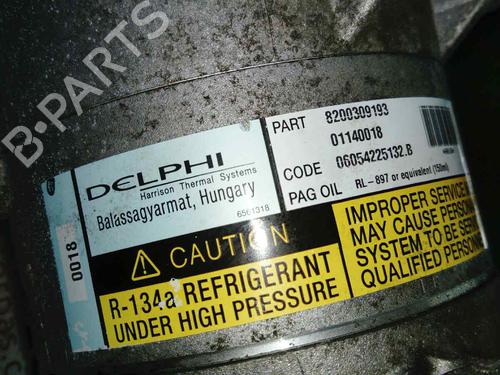 B-PARTS
DELPHI
Harrison Thermal Systems
Balassagyarmat, Hungary
6561318
0018
PART 8200309193
01140018
CODE 06054225132.B
PAG OIL RL-897 or equivalent (150ml)
CAUTION
R-134a REFRIGERANT
UNDER HIGH PRESSURE
IMPROPER SERVICE
MAY CAUSE PERSON
SYSTEM TO BE SER
QUALIFIED PERSON